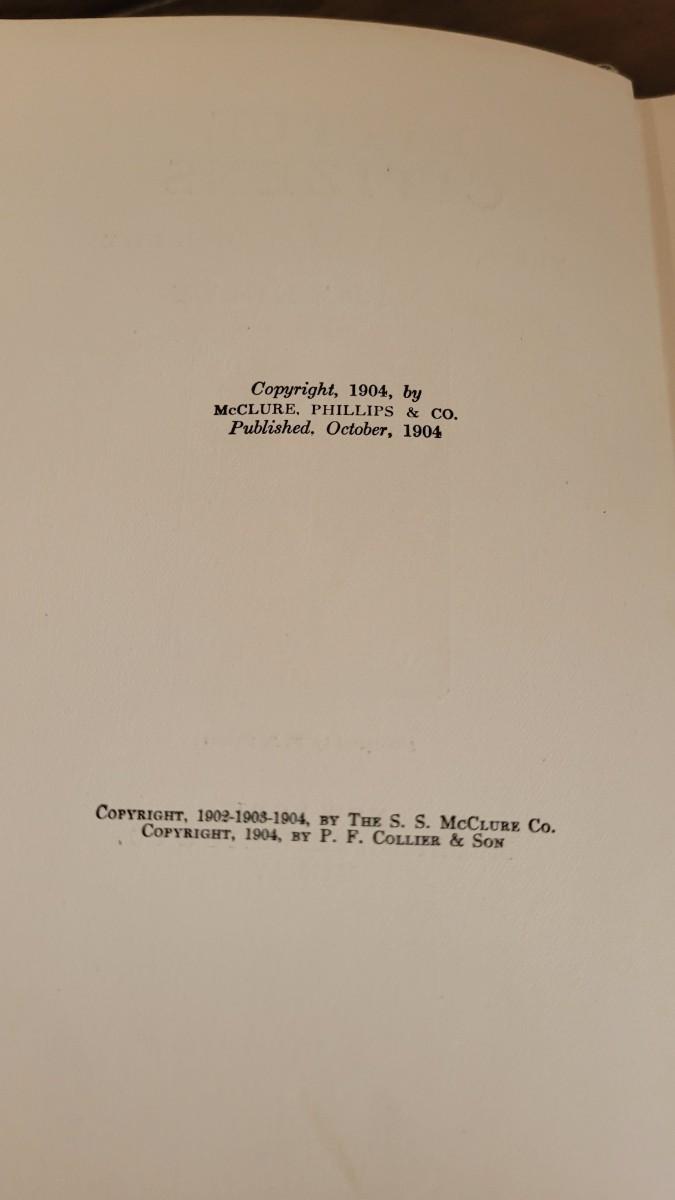 Copyright, 1904, by
McCLURE, PHILLIPS & CO.
Published, October, 1904
COPYRIGHT, 1902-1903-1904, BY THE S. S. MCCLURE CO.
COPYRIGHT, 1904, BY P. F. COLLIER & SON